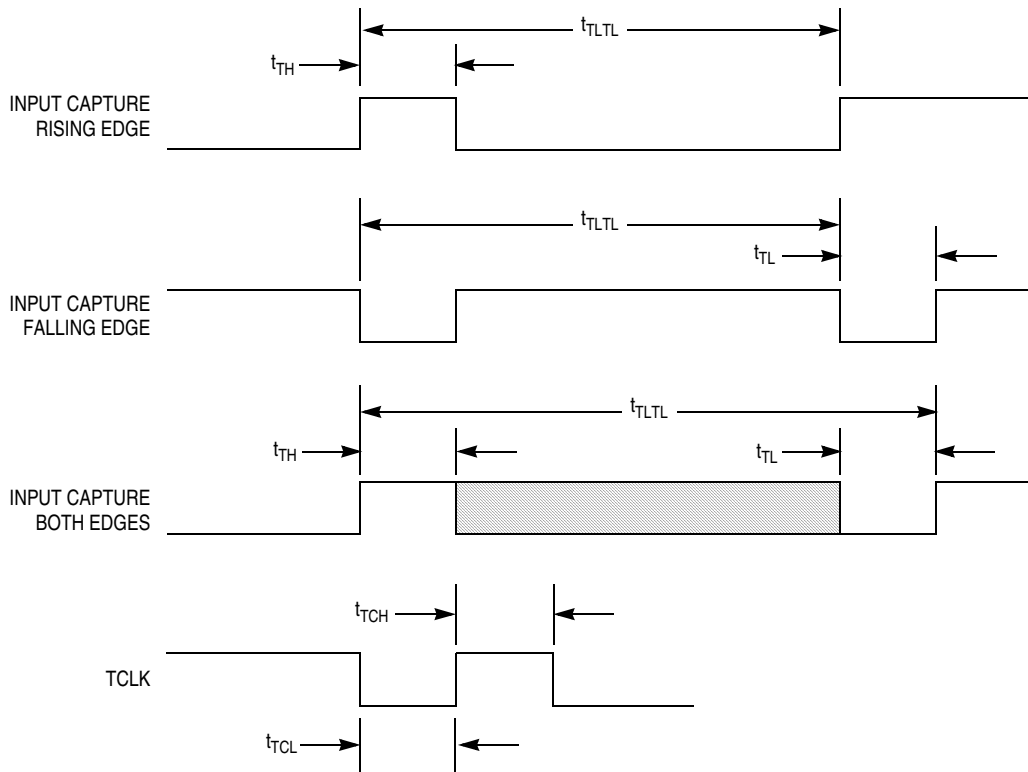 tTLTL
tTH
INPUT CAPTURE
RISING EDGE
tTLTL
tTL
INPUT CAPTURE
FALLING EDGE
tTLTL
tTH
tTL
INPUT CAPTURE
BOTH EDGES
tTCH
TCLK
tTCL